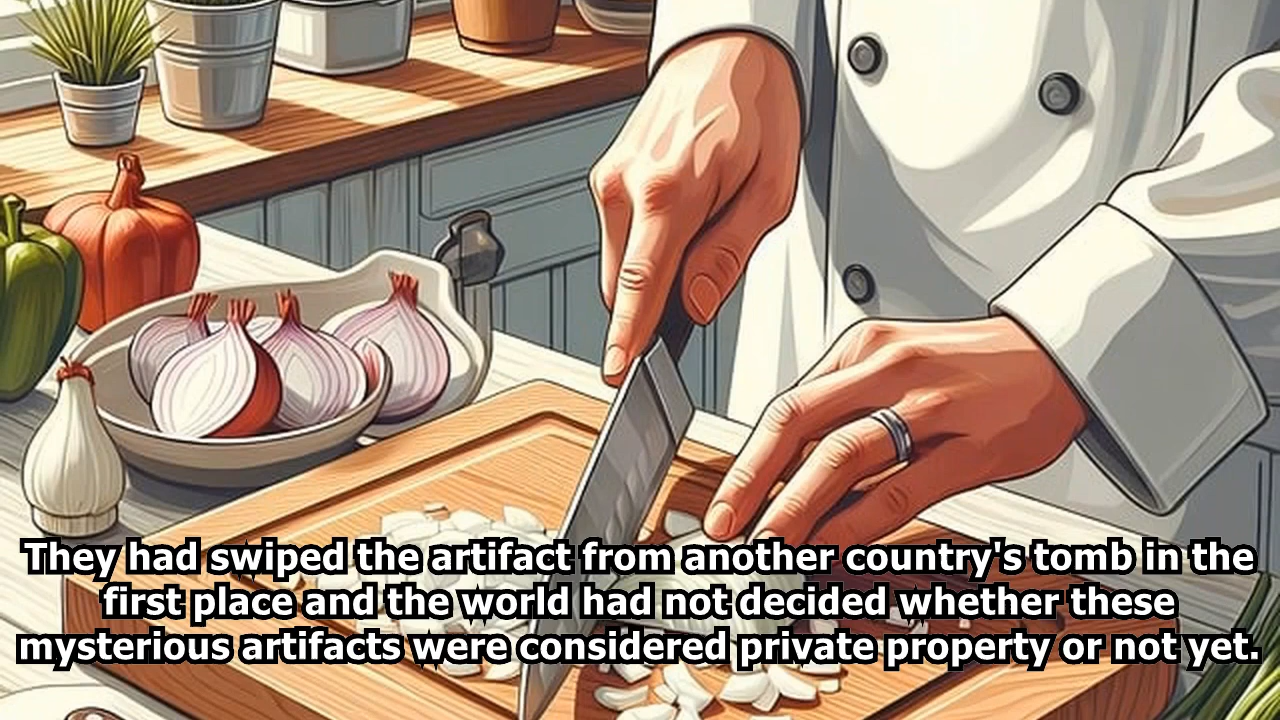 They had swiped the artifact from another country's tomb in the
first place and the world had not decided whether these
mysterious artifacts were considered private property or not yet.